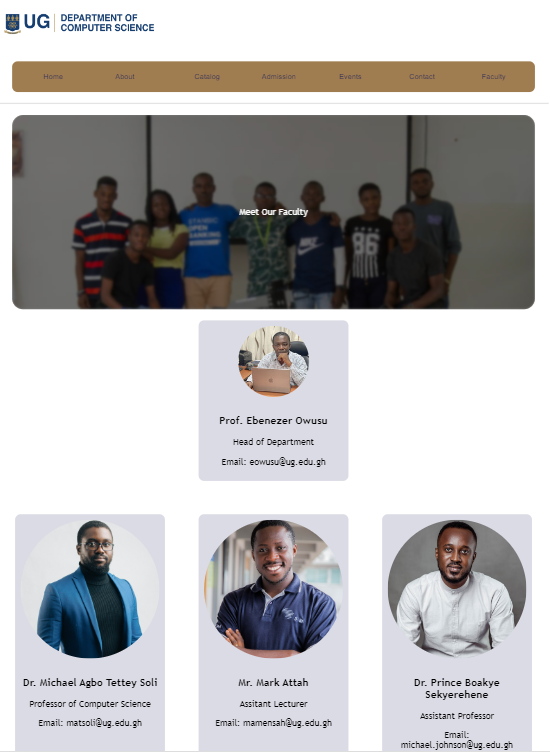 UG DEPARTMENT OF
COMPUTER SCIENCE
Home About Catalog Admission Events Contact Faculty
Meet Our Faculty
86
Prof. Ebenezer Owusu
Head of Department
Email: eowusu@ug.edu.gh
Dr. Michael Agbo Tettey Soli
Professor of Computer Science
Email: matsoli@ug.edu.gh
Mr. Mark Attah
Assitant Lecturer
Email: mamensah@ug.edu.gh
Dr. Prince Boakye
Sekyerehene
Assistant Professor
Email:
michael.johnson@ug.edu.gh